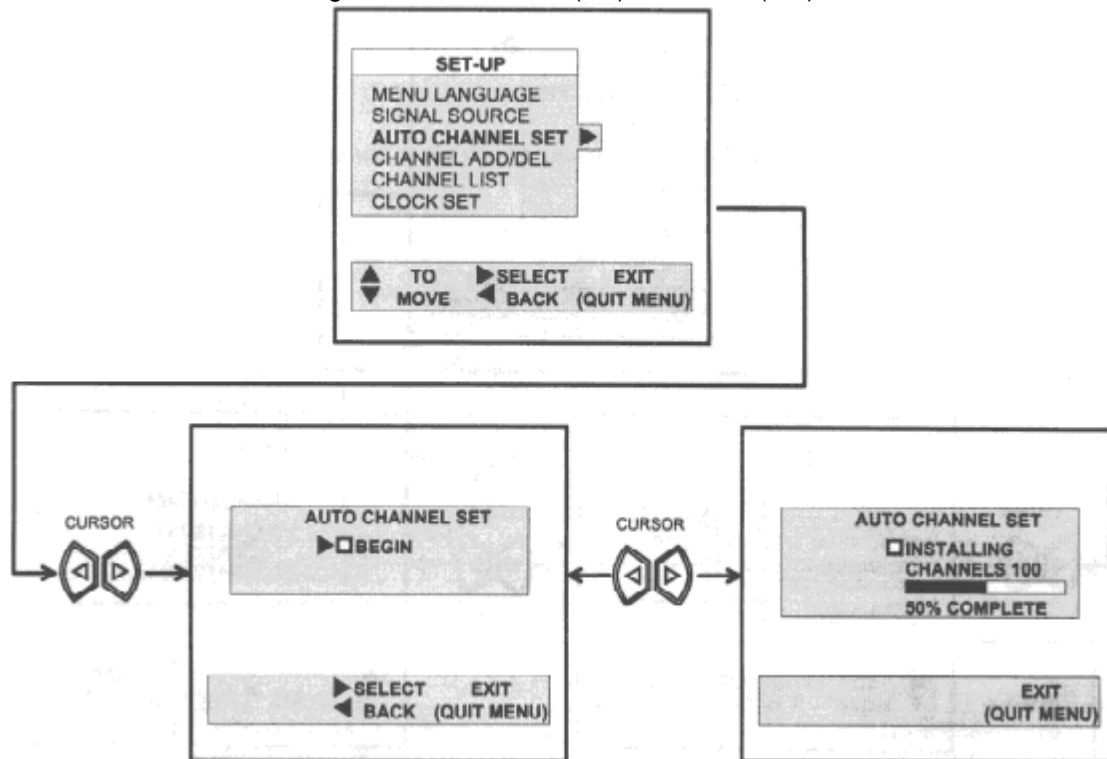 SET-UP
MENU LANGUAGE
SIGNAL SOURCE
AUTO CHANNEL SET
CHANNEL ADD/DEL
CHANNEL LIST
CLOCK SET
TO SELECT EXIT
MOVE BACK (QUIT MENU)
CURSOR
AUTO CHANNEL SET
BEGIN
SELECT EXIT
BACK (QUIT MENU)
CURSOR
AUTO CHANNEL SET
INSTALLING
CHANNELS 100
50% COMPLETE
EXIT
(QUIT MENU)